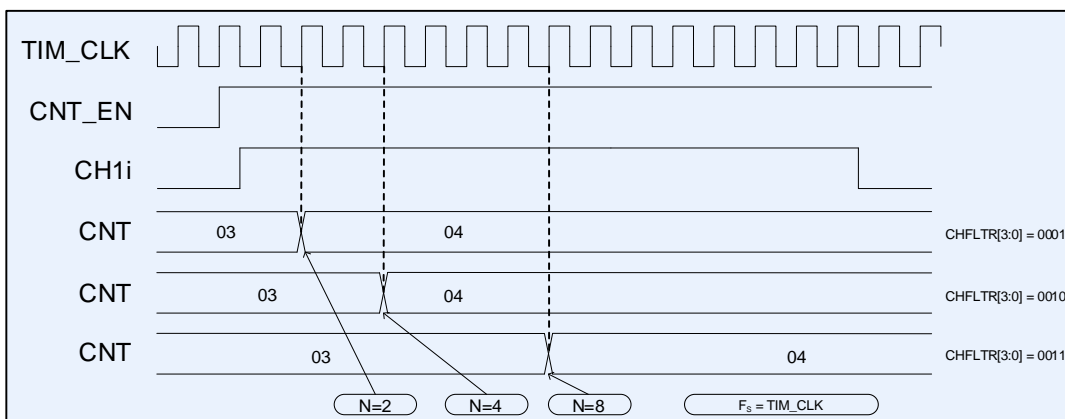 TIM_CLK
CNT_EN
CH1i
CNT 03 04 CHFLTR[3:0] = 0001
CNT 03 04 CHFLTR[3:0] = 0010
CNT 03 04 CHFLTR[3:0] = 0011
N=2 N=4 N=8 FS = TIM_CLK